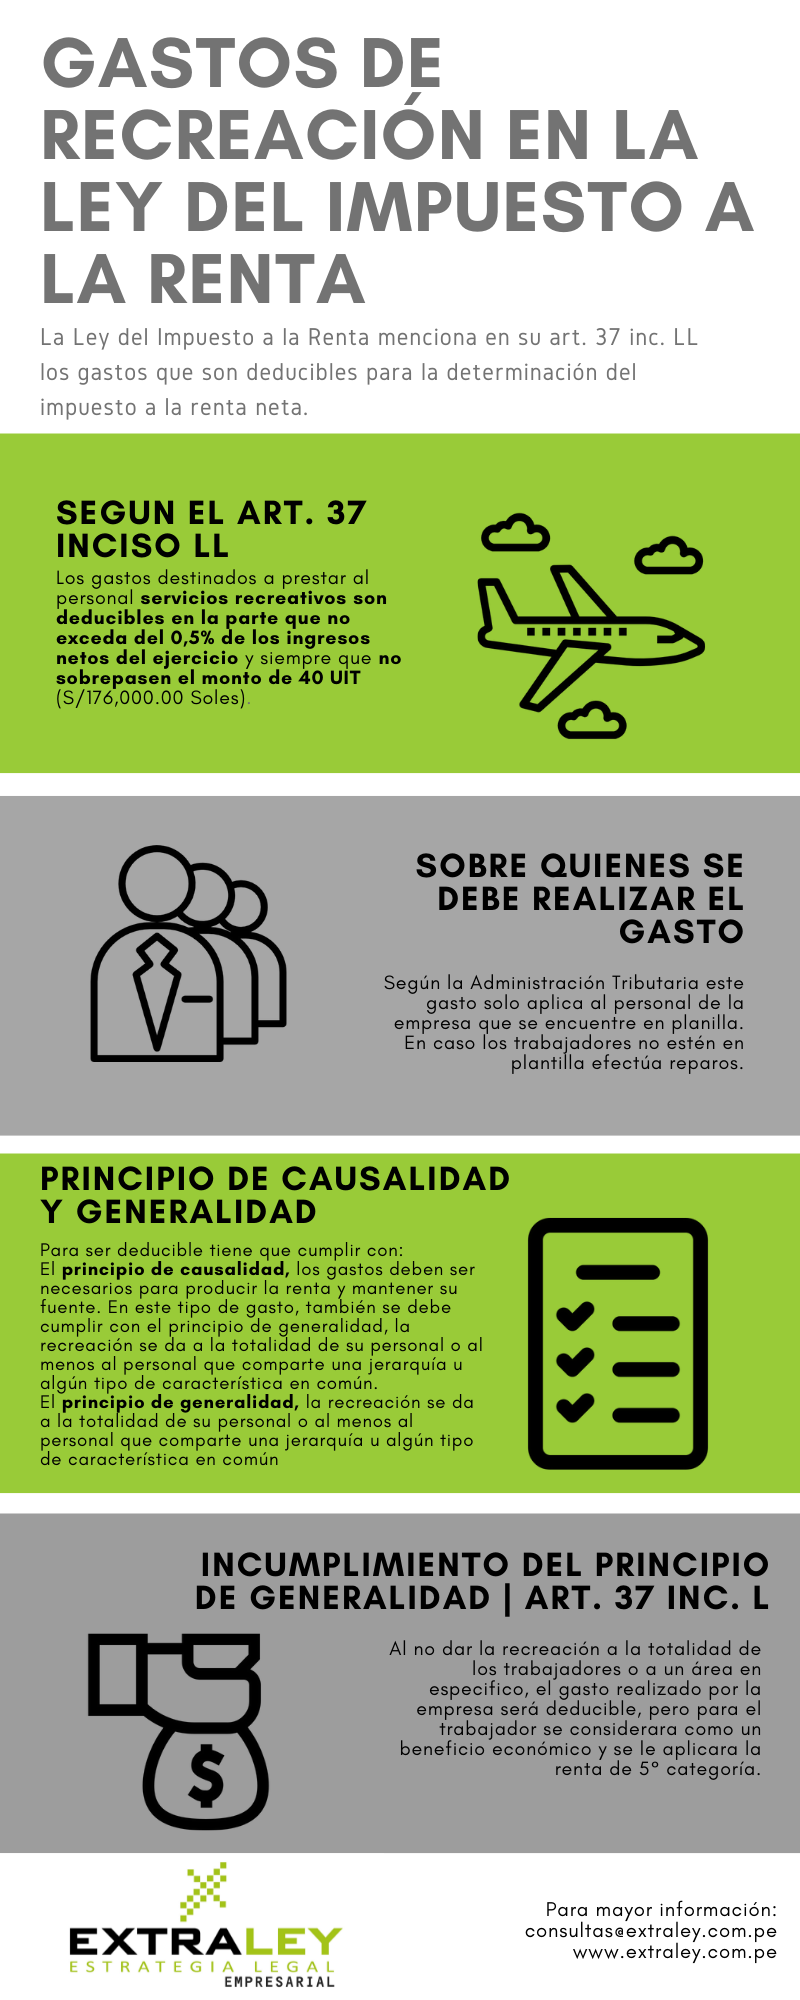 GASTOS DE
RECREACIÓN EN LA
LEY DEL IMPUESTO A
LA RENTA
La Ley del Impuesto a la Renta menciona en su art. 37 inc. LL
los gastos que son deducibles para la determinación del
impuesto a la renta neta.
SEGUN EL ART. 37
INCISO LL
Los gastos destinados a prestar al
personal servicios recreativos son
deducibles en la parte que no
exceda del 0,5% de los ingresos
netos del ejercicio y siempre que no
sobrepasen el monto de 40 UIT
(S/176,000.00 Soles).
SOBRE QUIENES SE
DEBE REALIZAR EL
GASTO
Según la Administración Tributaria este
gasto solo aplica al personal de la
empresa que se encuentre en planilla.
En caso los trabajadores no estén en
plantilla efectúa reparos.
PRINCIPIO DE CAUSALIDAD
Y GENERALIDAD
Para ser deducible tiene que cumplir con:
El principio de causalidad, los gastos deben ser
necesarios para producir la renta y mantener su
fuente. En este tipo de gasto, también se debe
cumplir con el principio de generalidad, la
recreación se da a la totalidad de su personal o al
menos al personal que comparte una jerarquía u
algún tipo de característica en común.
El principio de generalidad, la recreación se da
a la totalidad de su personal o al menos al
personal que comparte una jerarquía u algún tipo
de característica en común
INCUMPLIMIENTO DEL PRINCIPIO
DE GENERALIDAD | ART. 37 INC. L
Al no dar la recreación a la totalidad de
los trabajadores o a un área en
especifico, el gasto realizado por la
empresa será deducible, pero para el
trabajador se considerara como un
beneficio económico y se le aplicara la
renta de 5° categoría.
$
EXTRALEY
ESTRATEGIA LEGAL
EMPRESARIAL
Para mayor información:
consultas@extraley.com.pe
www.extraley.com.pe